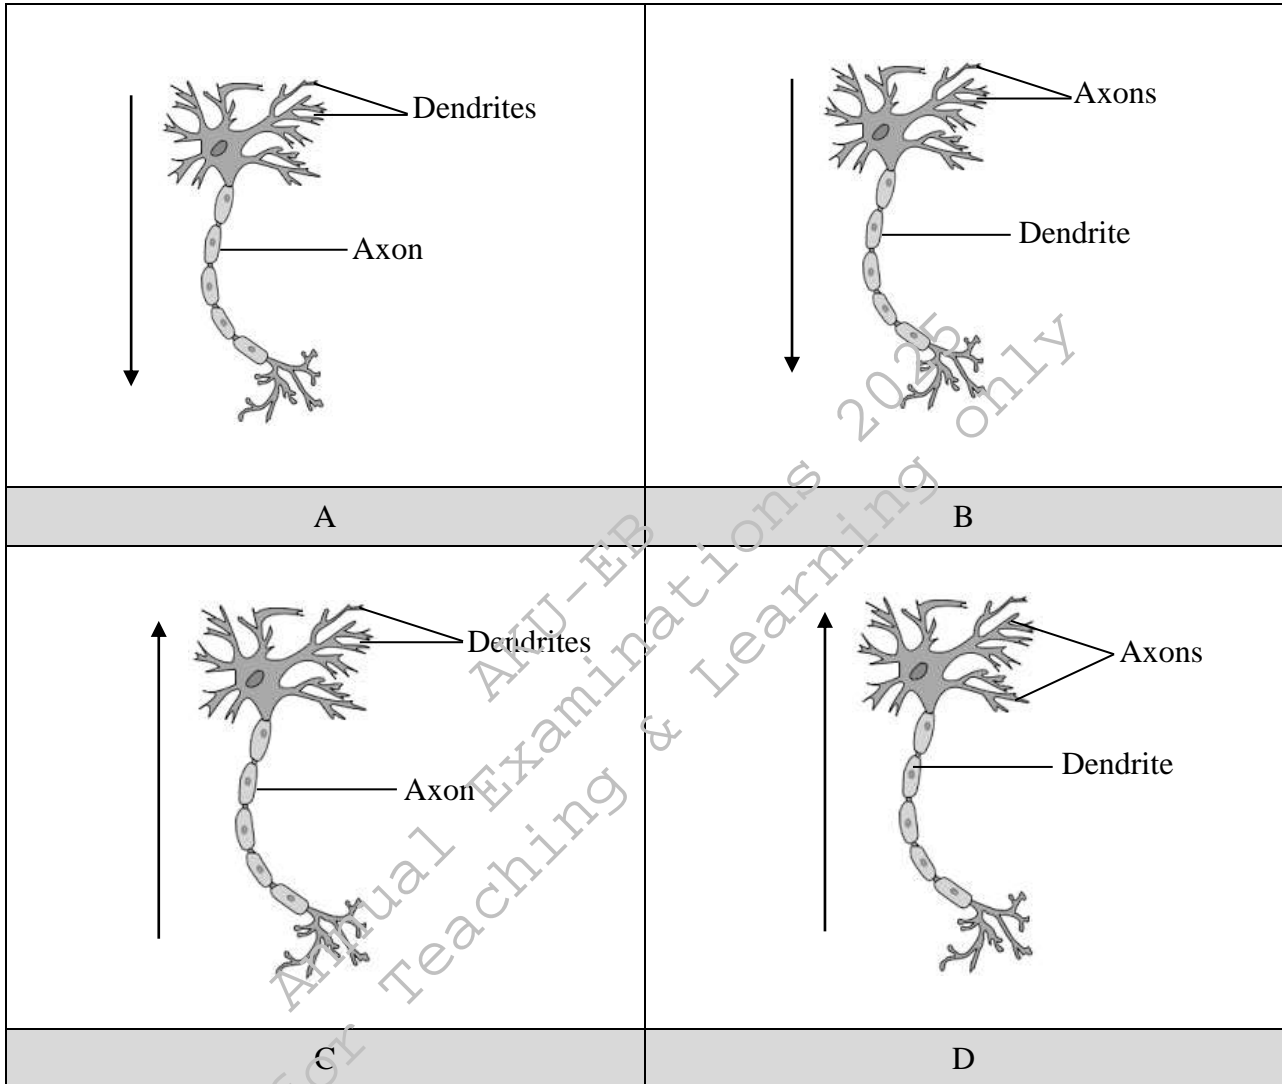 Dendrites
Axon
A
Axons
Dendrite
B
Dendrites
Axon
C
Axons
Dendrite
D
AKU-EB
Annual Examinations 2025
for Teaching & Learning only